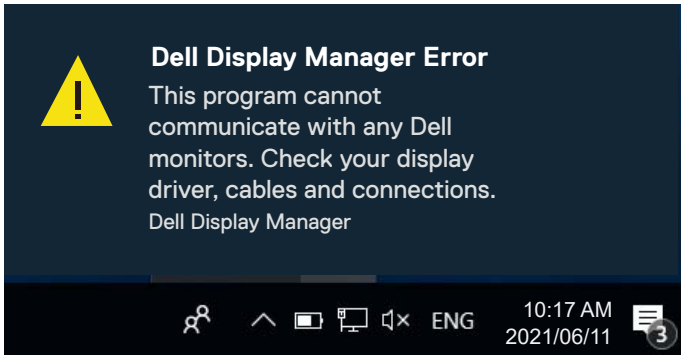 Dell Display Manager Error
This program cannot
communicate with any Dell
monitors. Check your display
driver, cables and connections.
Dell Display Manager
ENG
10:17 AM
2021/06/11
3